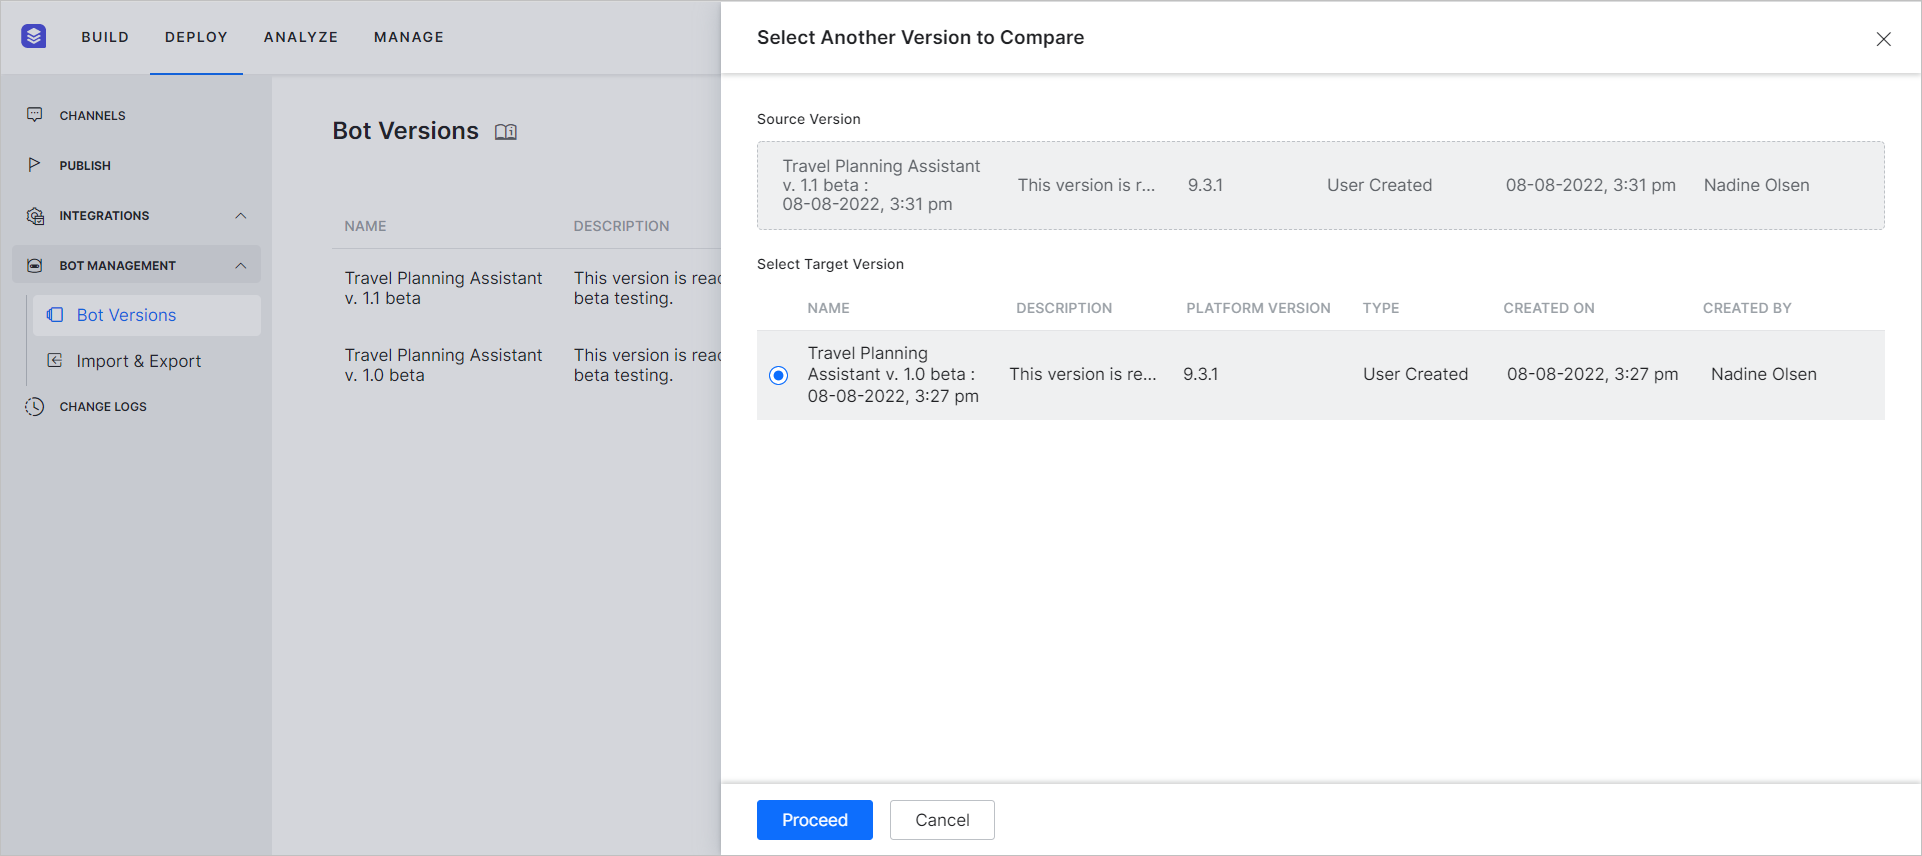 BUILD DEPLOY ANALYZE MANAGE
CHANNELS
PUBLISH
INTEGRATIONS
BOT MANAGEMENT
Bot Versions
Import & Export
CHANGE LOGS
Bot Versions
NAME DESCRIPTION
Travel Planning Assistant This version is
v. 1.1 beta beta testing.
Travel Planning Assistant This version is
v. 1.0 beta beta testing.
Select Another Version to Compare
Source Version
Travel Planning Assistant
v. 1.1 beta : This version is r... 9.3.1 User Created 08-08-2022, 3:31 pm Nadine Olsen
08-08-2022, 3:31 pm
Select Target Version
NAME DESCRIPTION PLATFORM VERSION TYPE CREATED ON CREATED BY
Travel Planning
Assistant v. 1.0 beta : This version is re... 9.3.1 User Created 08-08-2022, 3:27 pm Nadine Olsen
08-08-2022, 3:27 pm
Proceed Cancel